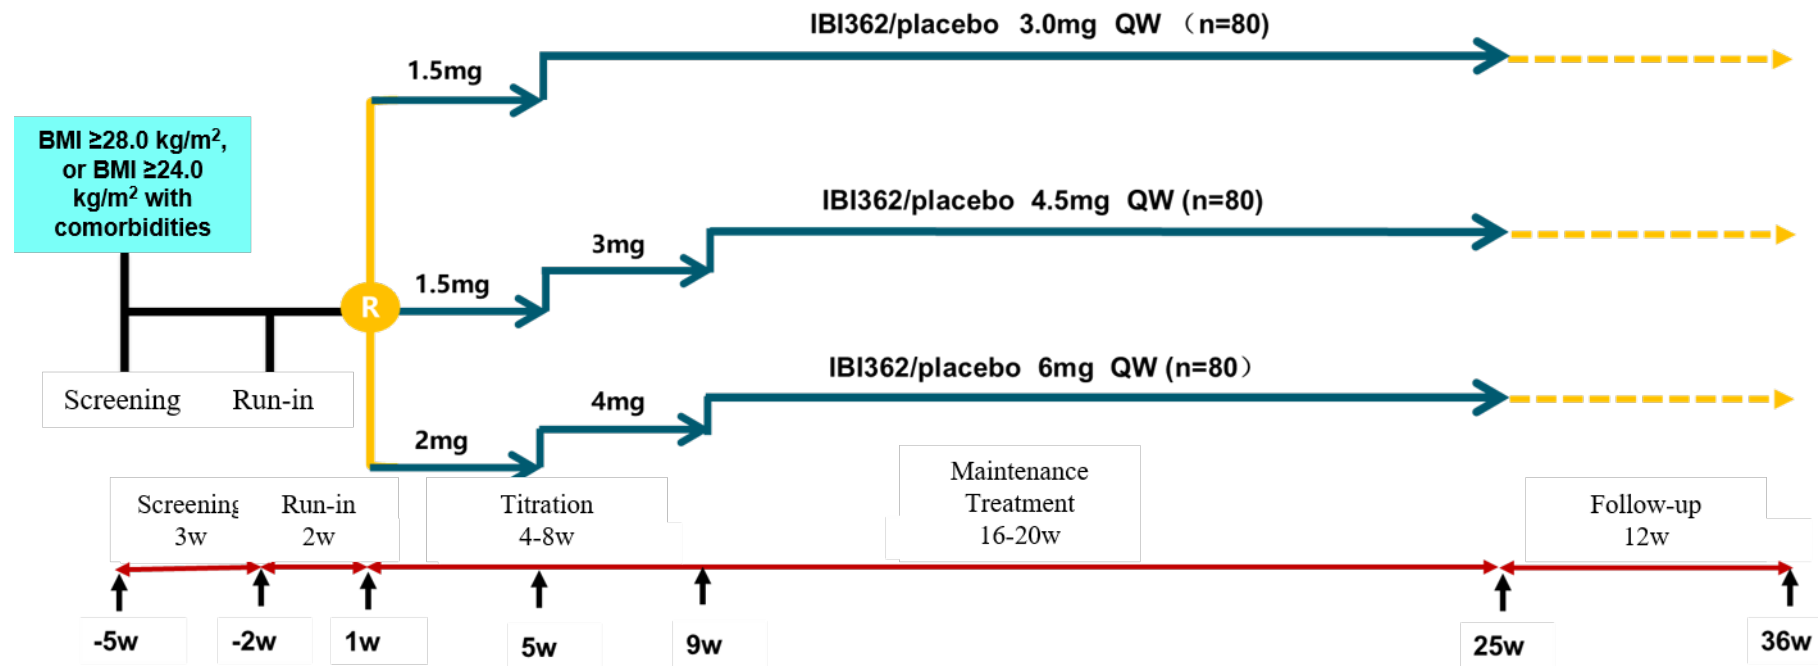 IBI362/placebo 3.0mg QW （n=80)
1.5mg
BMI ≥28.0 kg/m²,
or BMI ≥24.0
kg/m² with
comorbidities
IBI362/placebo 4.5mg QW (n=80)
3mg
1.5mg
R
IBI362/placebo 6mg QW (n=80）
Screening Run-in
4mg
2mg
Maintenance
Treatment
16-20w
Screening
3w
Run-in
2w
Titration
4-8w
Follow-up
12w
-5w
-2w
1w
5w
9w
25w
36w